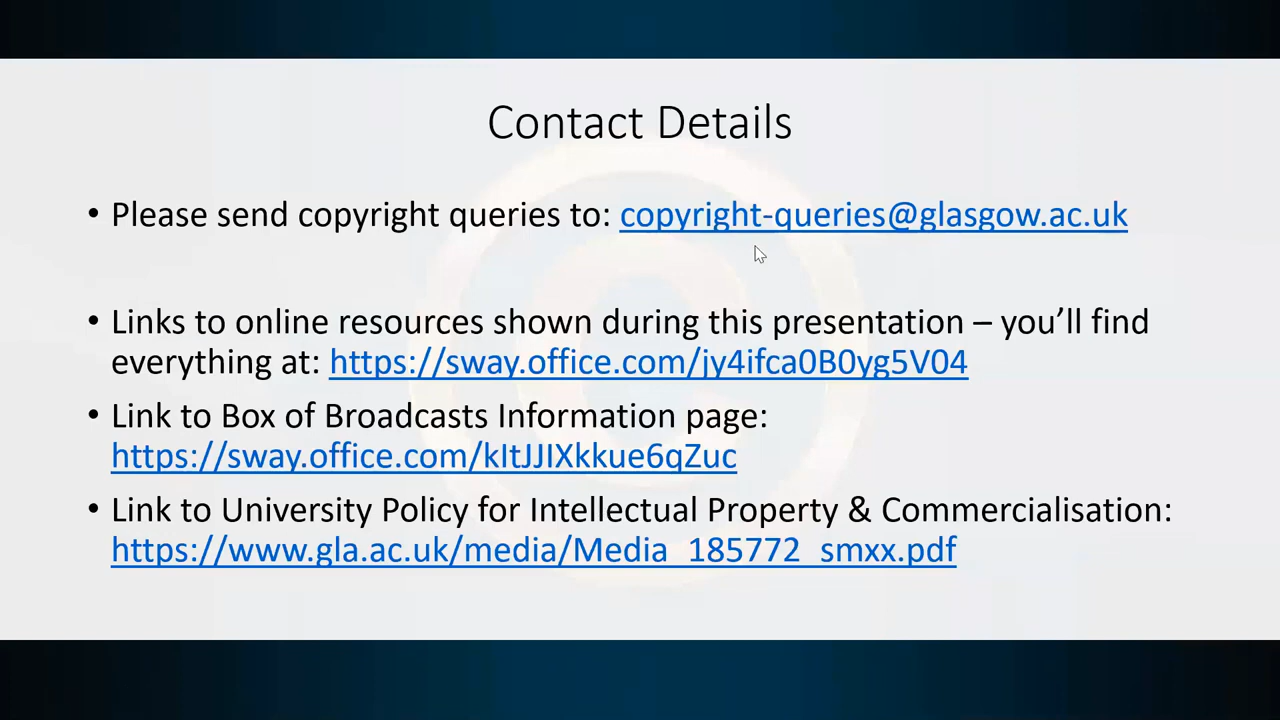 Contact Details
• Please send copyright queries to: copyright-queries@glasgow.ac.uk
• Links to online resources shown during this presentation – you’ll find
everything at: https://sway.office.com/jy4ifca0B0yg5V04
• Link to Box of Broadcasts Information page:
https://sway.office.com/kItJJIXkkue6qZuc
• Link to University Policy for Intellectual Property & Commercialisation:
https://www.gla.ac.uk/media/Media_185772_smxx.pdf